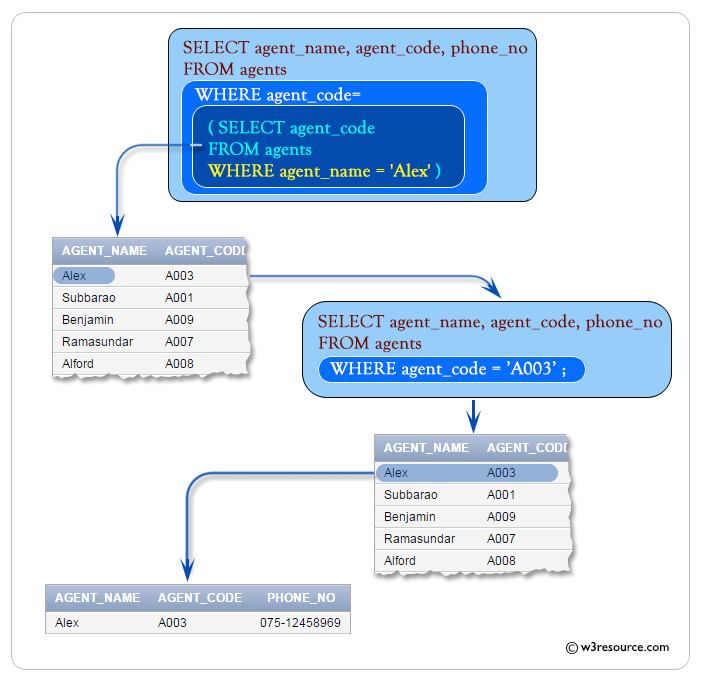 SELECT agent_name, agent_code, phone_no
FROM agents
WHERE agent_code=
( SELECT agent_code
FROM agents
WHERE agent_name = 'Alex' )
AGENT_NAME AGENT_CODE
Alex A003
Subbarao A001
Benjamin A009
Ramasundar A007
Alford A008
SELECT agent_name, agent_code, phone_no
FROM agents
WHERE agent_code = 'A003' ;
AGENT_NAME AGENT_CODE
Alex A003
Subbarao A001
Benjamin A009
Ramasundar A007
Alford A008
AGENT_NAME AGENT_CODE PHONE_NO
Alex A003 075-12458969
© w3resource.com